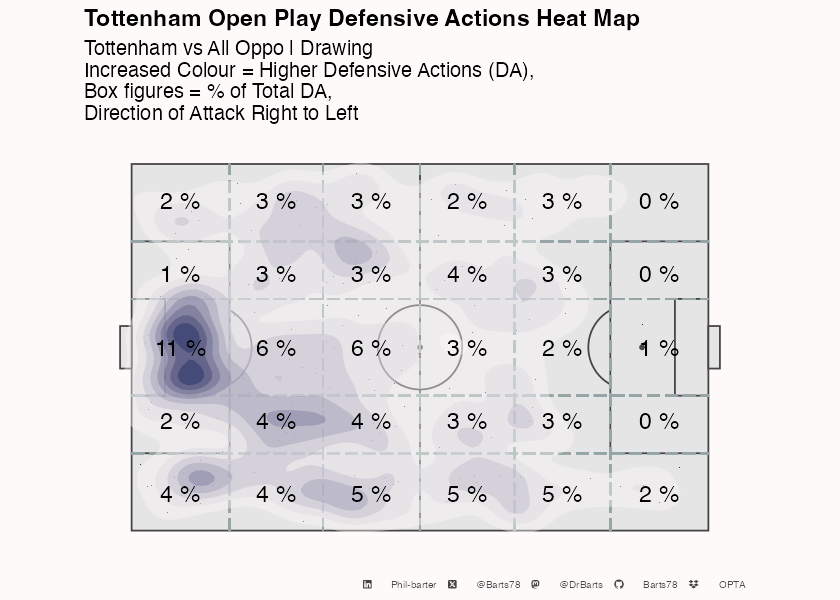 Tottenham Open Play Defensive Actions Heat Map
Tottenham vs All Oppo I Drawing
Increased Colour = Higher Defensive Actions (DA),
Box figures = % of Total DA,
Direction of Attack Right to Left
2 % 3 % 3 % 2 % 3 % 0 %
1 % 3 % 3 % 4 % 3 % 0 %
11 % 6 % 6 % 3 % 2 % 1 %
2 % 4 % 4 % 3 % 3 % 0 %
4 % 4 % 5 % 5 % 5 % 2 %
Phil-barter @Barts78 @DrBarts Barts78 OPTA